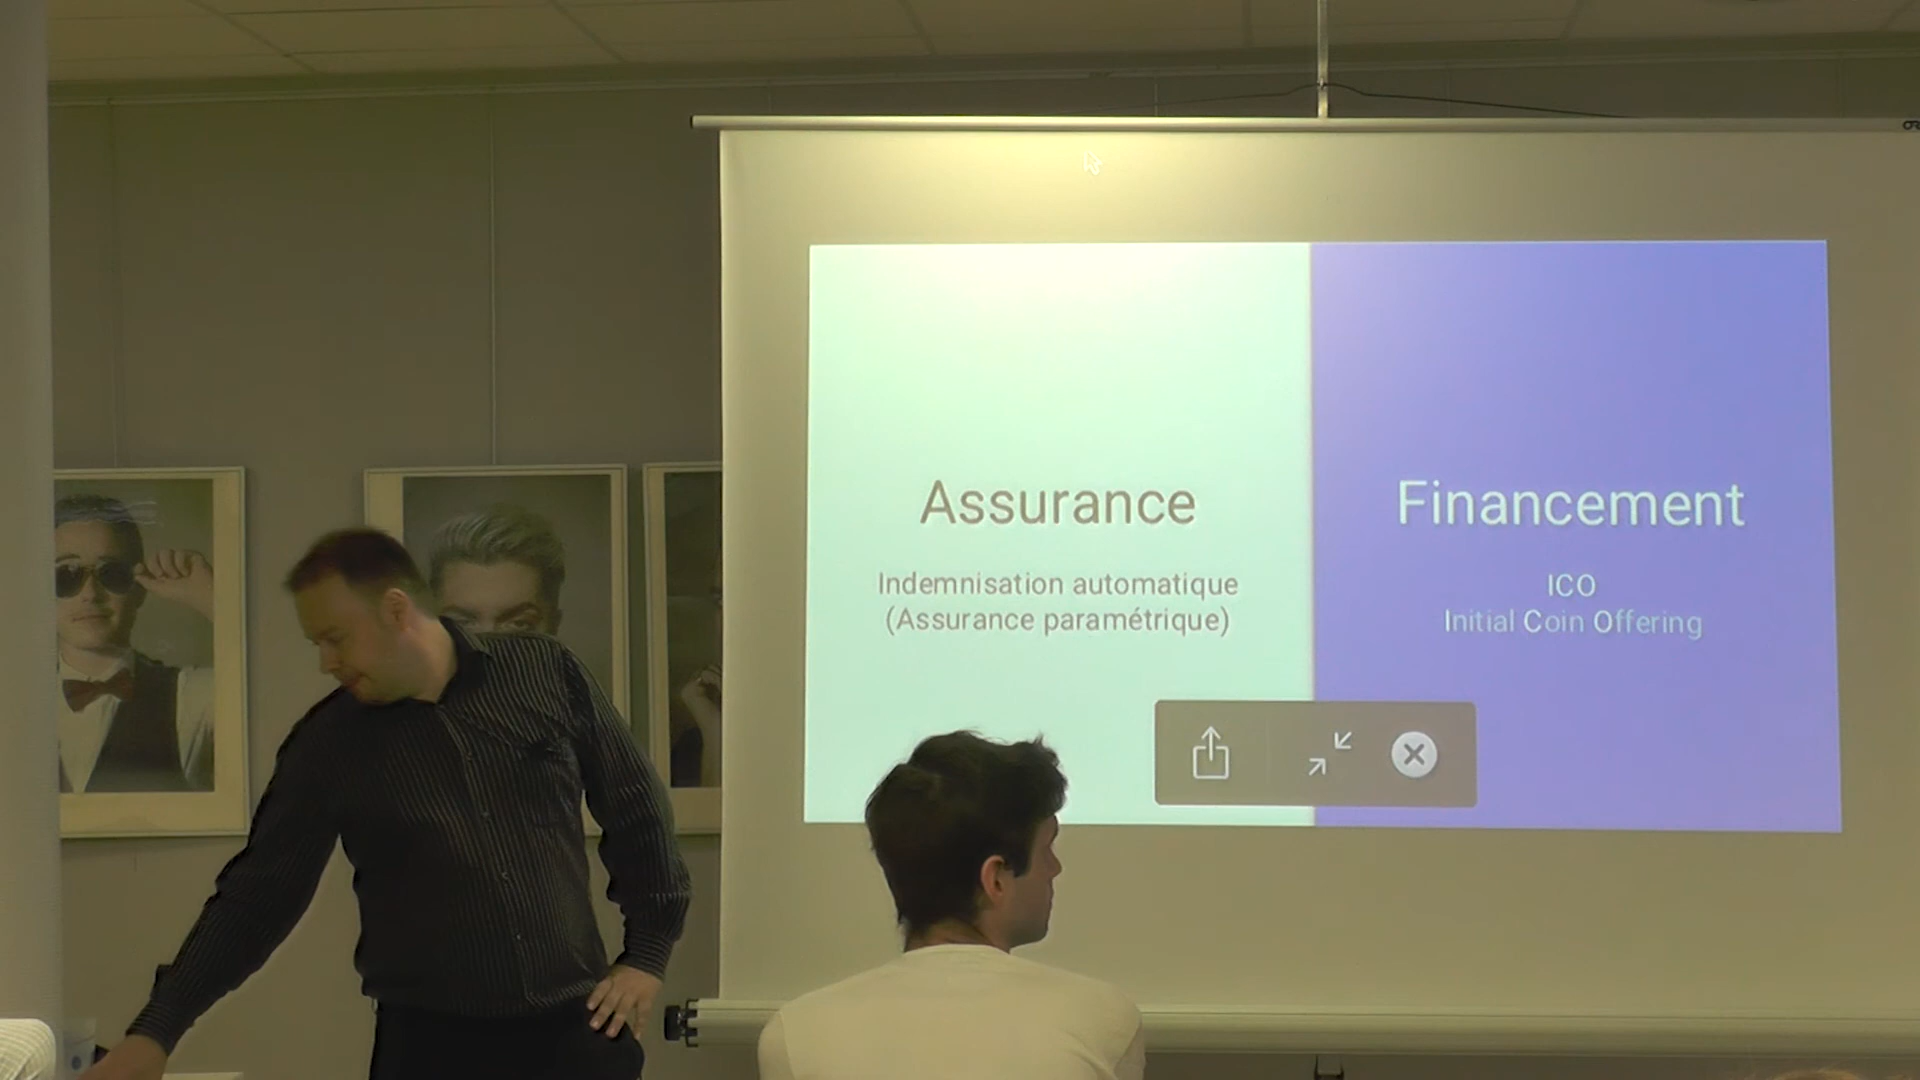 Assurance
Indemnisation automatique
(Assurance paramétrique)
Financement
ICO
Initial Coin Offering